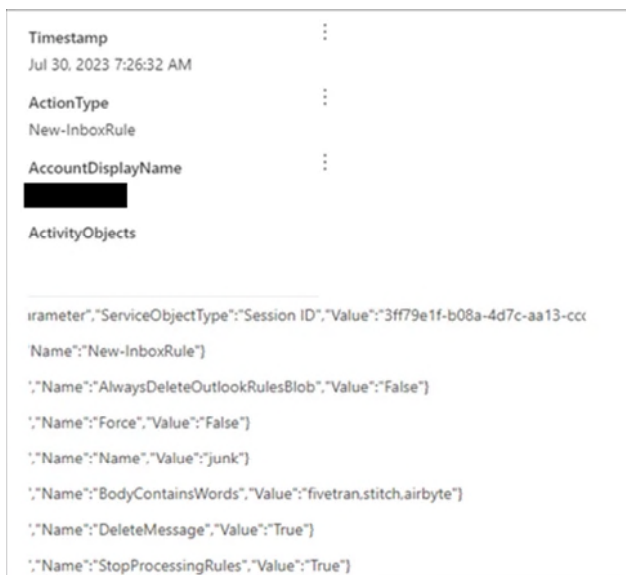 Timestamp
Jul 30, 2023 7:26:32 AM
ActionType
New-InboxRule
AccountDisplayName
ActivityObjects
ırameter","ServiceObjectType":"Session ID","Value":"3ff79e1f-b08a-4d7c-aa13-ccc
'Name":"New-InboxRule"}
',"Name":"AlwaysDeleteOutlookRulesBlob","Value":"False"}
',"Name":"Force","Value":"False"}
',"Name":"Name","Value":"junk"}
',"Name":"BodyContainsWords","Value":"fivetran,stitch,airbyte"}
',"Name":"DeleteMessage","Value":"True"}
',"Name":"StopProcessingRules","Value":"True"}